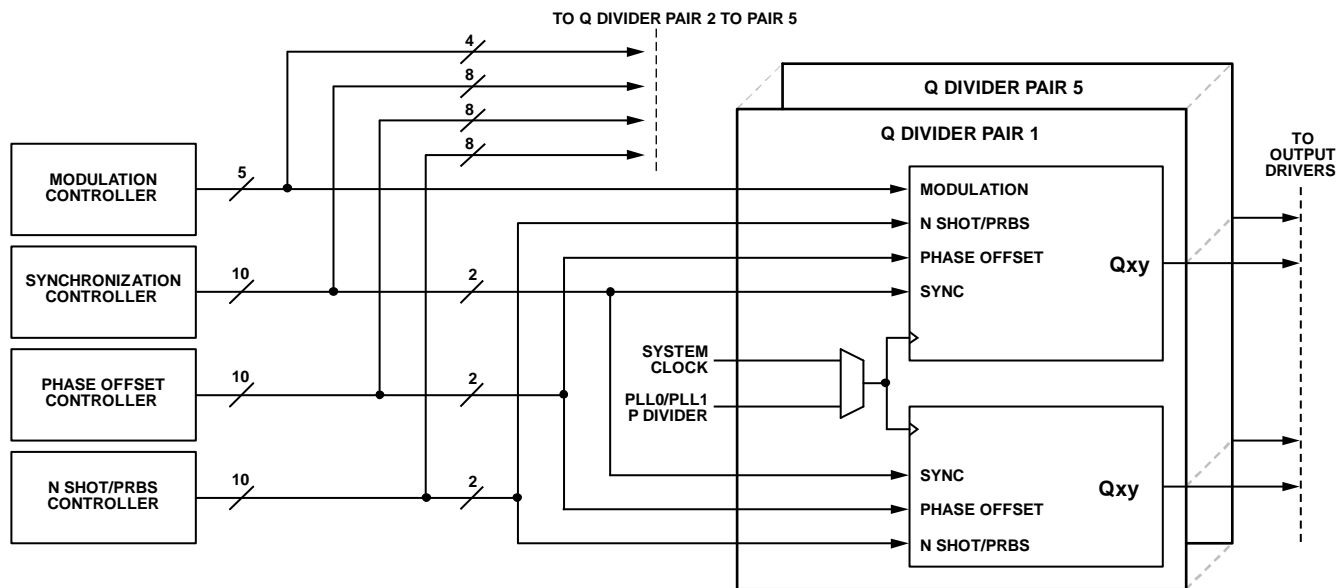 TO Q DIVIDER PAIR 2 TO PAIR 5
4
8
8
8
MODULATION
CONTROLLER
5
SYNCHRONIZATION
CONTROLLER
10
2
PHASE OFFSET
CONTROLLER
10
2
N SHOT/PRBS
CONTROLLER
10
2
Q DIVIDER PAIR 5
Q DIVIDER PAIR 1
MODULATION
N SHOT/PRBS
PHASE OFFSET
SYNC
Qxy
SYSTEM
CLOCK
PLL0/PLL1
P DIVIDER
SYNC
PHASE OFFSET
N SHOT/PRBS
Qxy
TO
OUTPUT
DRIVERS